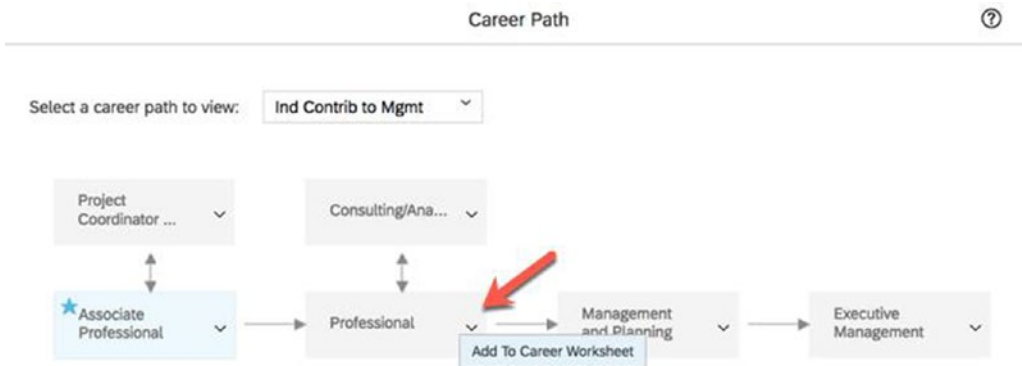 Career Path
Select a career path to view: Ind Contrib to Mgmt
Project
Coordinator ...
Consulting/Ana...
Associate
Professional
Professional
Management
and Planning
Executive
Management
Add To Career Worksheet